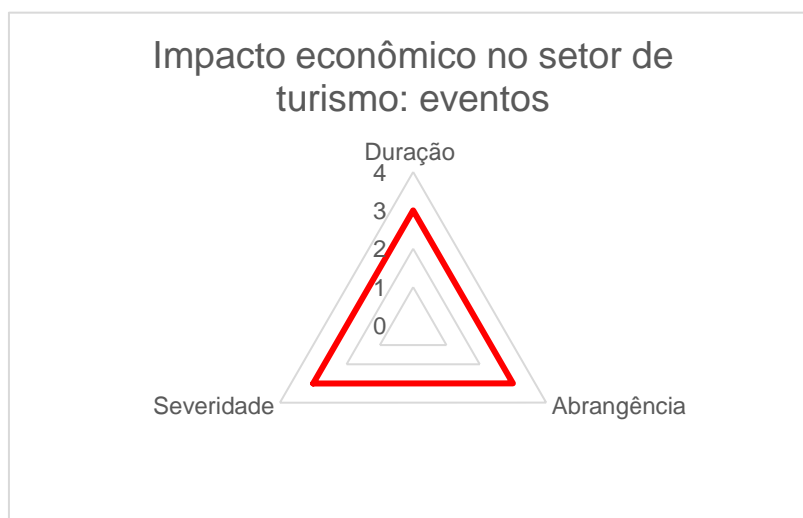 Impacto econômico no setor de
turismo: eventos
Duração
4
3
2
1
0
Severidade
Abrangência